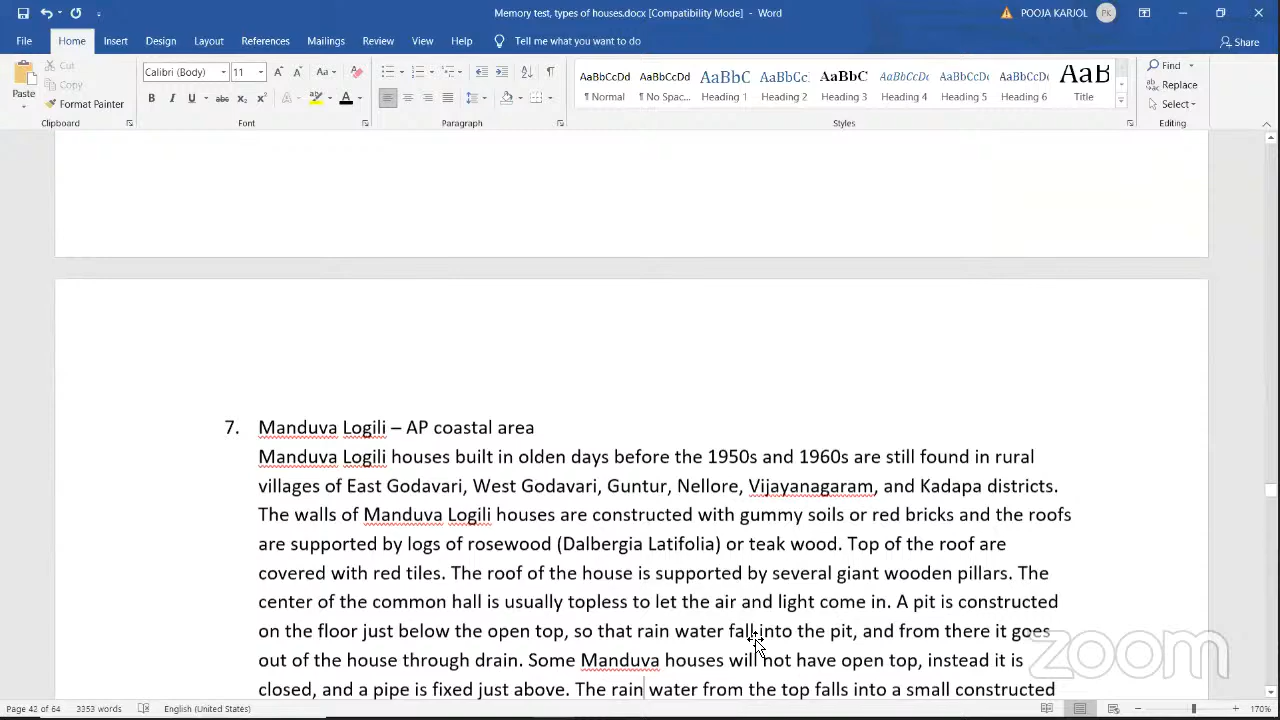 Memory test, types of houses.docx [Compatibility Mode] - Word
POOJA KARJOL PK
File Home Insert Design Layout References Mailings Review View Help Tell me what you want to do Share
Paste
Cut
Copy
Format Painter
Clipboard
Calibri (Body) 11
Font
Paragraph
AaBbCcDd AaBbCcDd AaBbC AaBbCc AaBbC AaBbCcDc AaBbCcD AaBbCcD AaB
¶ Normal ¶ No Spac... Heading 1 Heading 2 Heading 3 Heading 4 Heading 5 Heading 6 Title
Styles
Find
Replace
Select
Editing
7. Manduva Logili – AP coastal area
Manduva Logili houses built in olden days before the 1950s and 1960s are still found in rural
villages of East Godavari, West Godavari, Guntur, Nellore, Vijayanagaram, and Kadapa districts.
The walls of Manduva Logili houses are constructed with gummy soils or red bricks and the roofs
are supported by logs of rosewood (Dalbergia Latifolia) or teak wood. Top of the roof are
covered with red tiles. The roof of the house is supported by several giant wooden pillars. The
center of the common hall is usually topless to let the air and light come in. A pit is constructed
on the floor just below the open top, so that rain water fall into the pit, and from there it goes
out of the house through drain. Some Manduva houses will not have open top, instead it is
closed, and a pipe is fixed just above. The rain water from the top falls into a small constructed
zoom
Page 42 of 64 3353 words English (United States) 170%